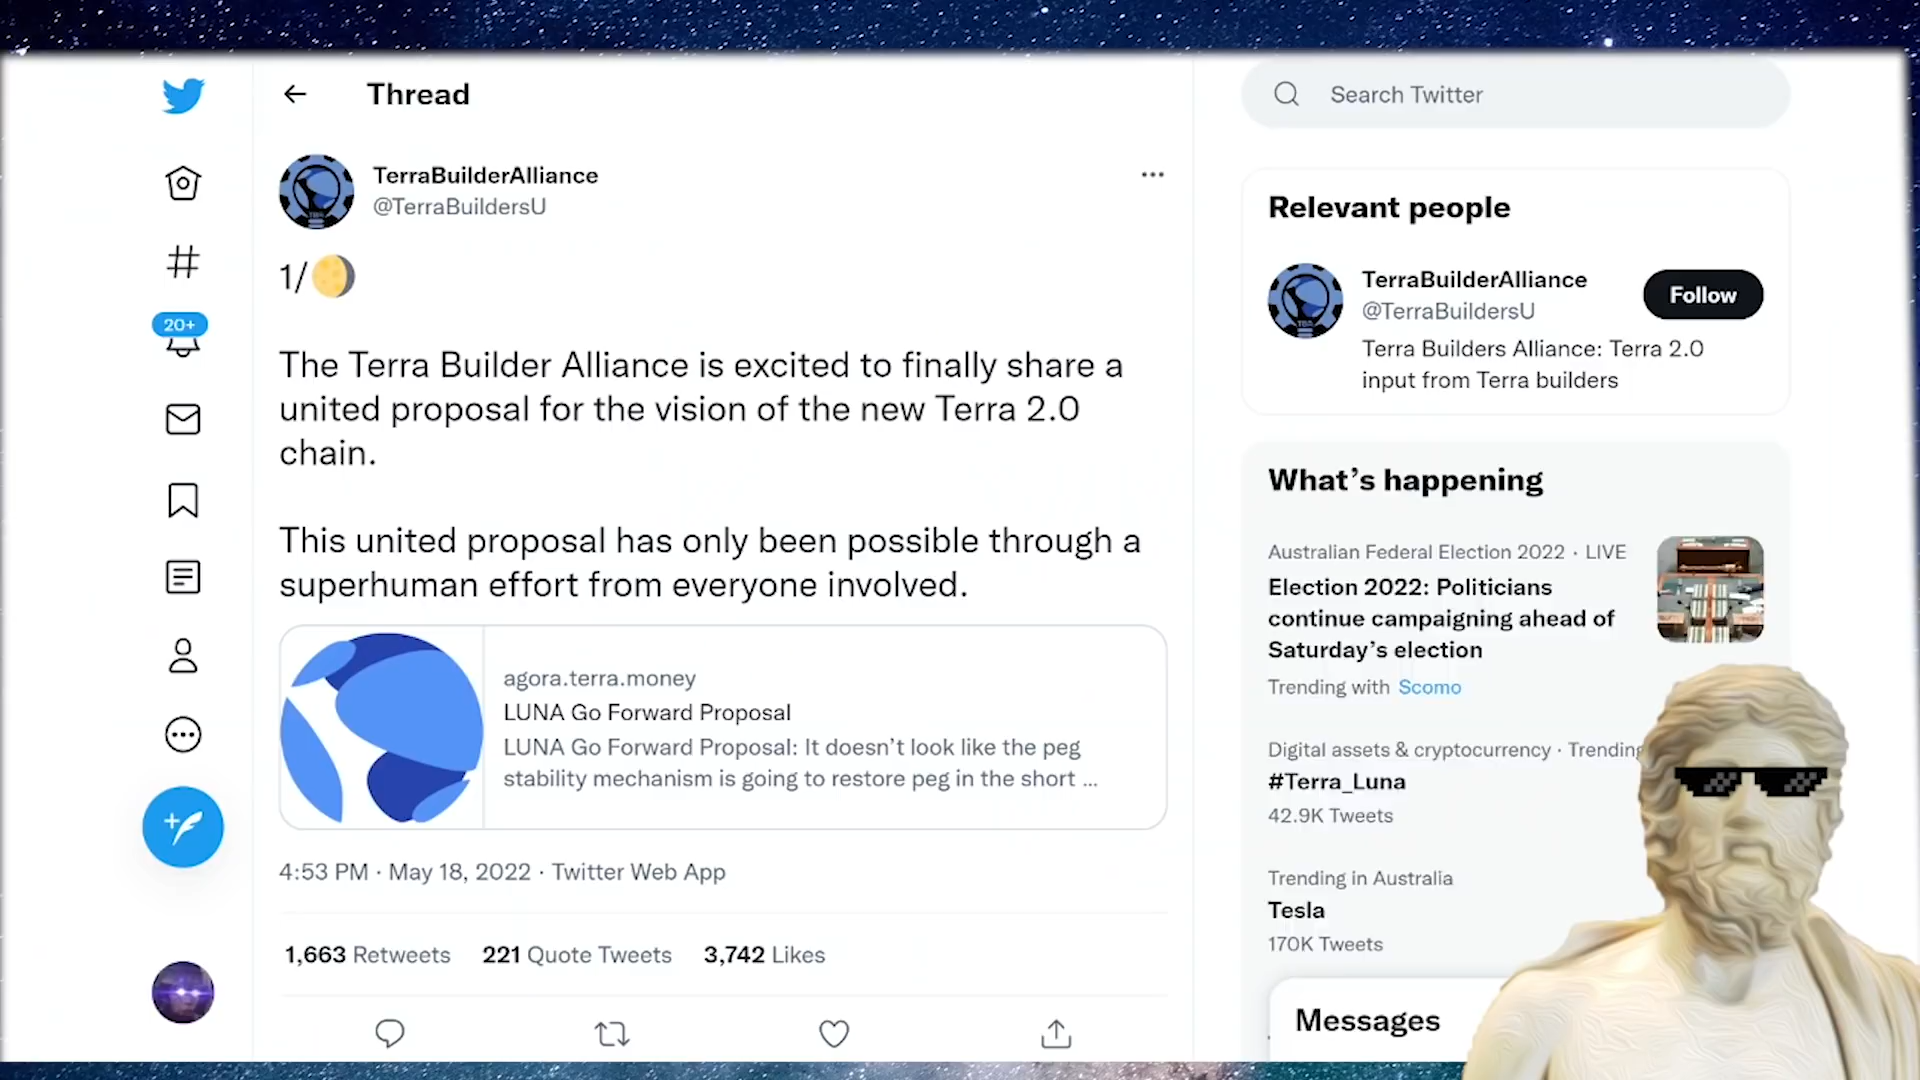 Thread
Search Twitter
TerraBuilderAlliance
@TerraBuildersU
1/🌖
The Terra Builder Alliance is excited to finally share a
united proposal for the vision of the new Terra 2.0
chain.
This united proposal has only been possible through a
superhuman effort from everyone involved.
agora.terra.money
LUNA Go Forward Proposal
LUNA Go Forward Proposal: It doesn't look like the peg
stability mechanism is going to restore peg in the short ...
4:53 PM · May 18, 2022 · Twitter Web App
1,663 Retweets 221 Quote Tweets 3,742 Likes
20+
Relevant people
TerraBuilderAlliance
@TerraBuildersU
Follow
Terra Builders Alliance: Terra 2.0
input from Terra builders
What's happening
Australian Federal Election 2022 · LIVE
Election 2022: Politicians
continue campaigning ahead of
Saturday's election
Trending with Scomo
Digital assets & cryptocurrency · Trending
#Terra_Luna
42.9K Tweets
Trending in Australia
Tesla
170K Tweets
Messages